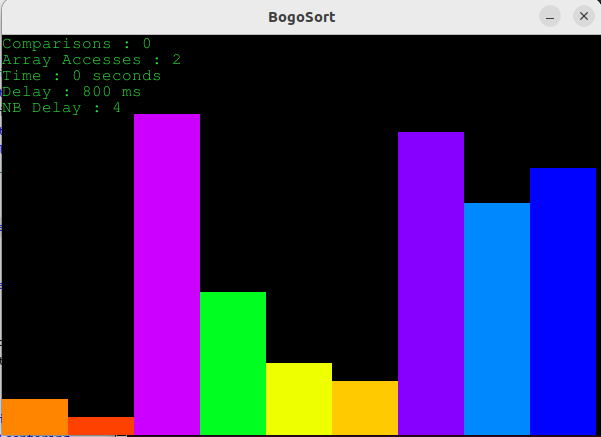 BogoSort
Comparisons : 0
Array Accesses : 2
Time : 0 seconds
Delay : 800 ms
NB Delay : 4